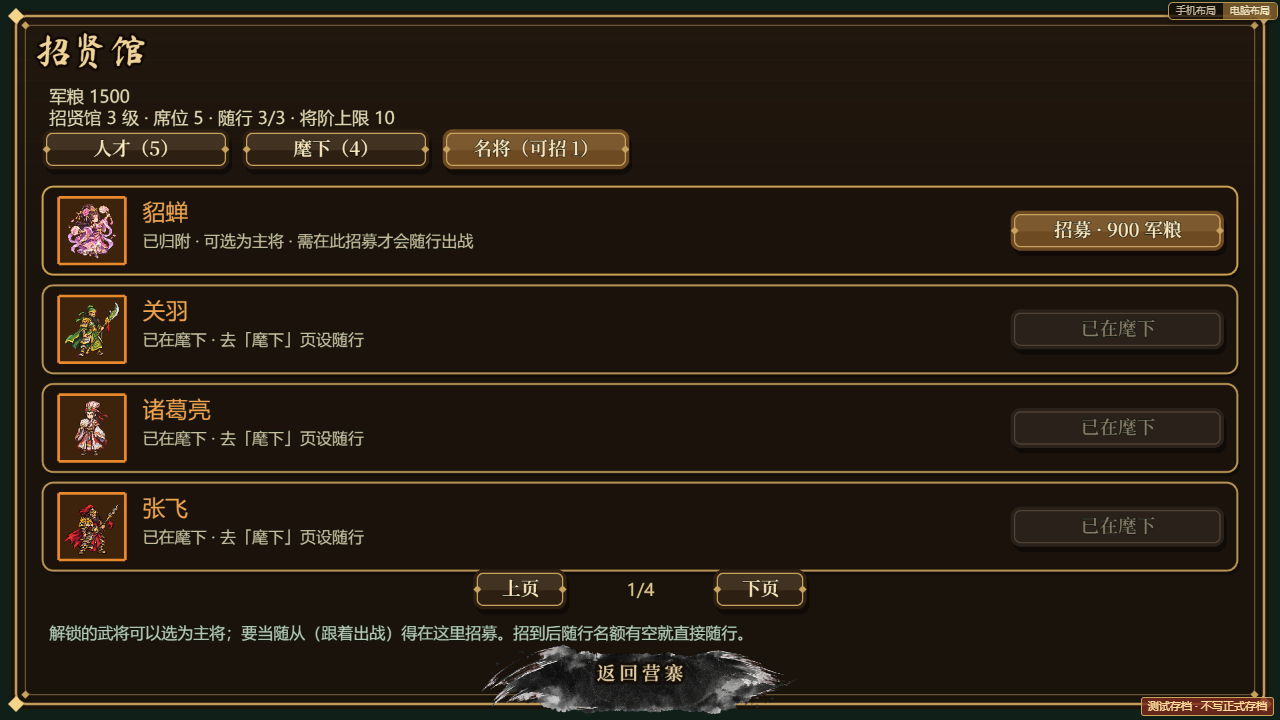 手机布局 电脑布局
招贤馆
军粮 1500
招贤馆 3 级 · 席位 5 · 随行 3/3 · 将阶上限 10
人才（5） 麾下（4） 名将（可招 1）
貂蝉
已归附 · 可选为主将 · 需在此招募才会随行出战
招募 · 900 军粮
关羽
已在麾下 · 去「麾下」页设随行
已在麾下
诸葛亮
已在麾下 · 去「麾下」页设随行
已在麾下
张飞
已在麾下 · 去「麾下」页设随行
已在麾下
上页 1/4 下页
解锁的武将可以选为主将；要当随从（跟着出战）得在这里招募。招到后随行名额有空就直接随行。
返回营寨
测试存档 · 不写正式存档